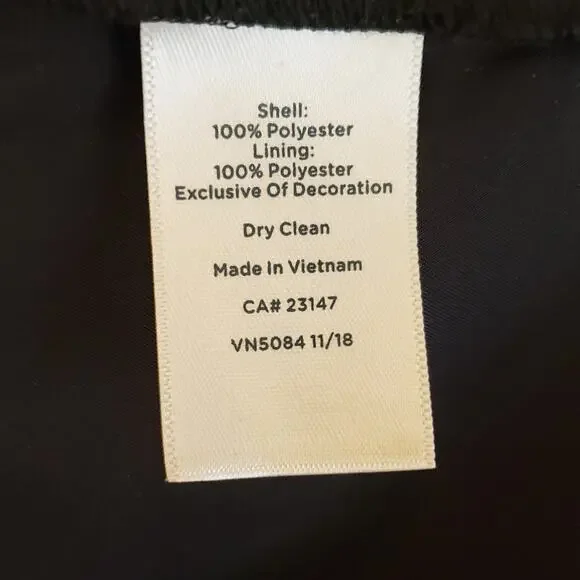 Shell:
100% Polyester
Lining:
100% Polyester
Exclusive Of Decoration
Dry Clean
Made In Vietnam
CA# 23147
VN5084 11/18